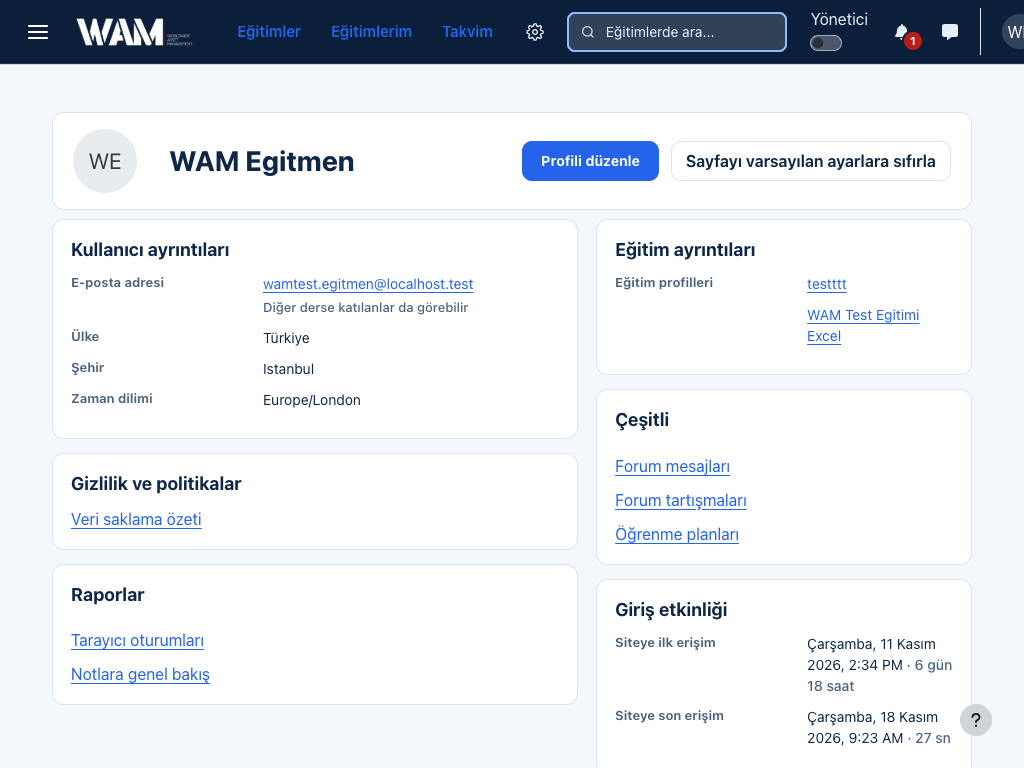 WAM WORLDWIDE ASSET MANAGEMENT
Eğitimler
Eğitimlerim
Takvim
Eğitimlerde ara...
Yönetici
1
WE
WAM Egitmen
Profili düzenle
Sayfayı varsayılan ayarlara sıfırla
Kullanıcı ayrıntıları
E-posta adresi
wamtest.egitmen@localhost.test
Diğer derse katılanlar da görebilir
Ülke
Türkiye
Şehir
Istanbul
Zaman dilimi
Europe/London
Gizlilik ve politikalar
Veri saklama özeti
Raporlar
Tarayıcı oturumları
Notlara genel bakış
Eğitim ayrıntıları
Eğitim profilleri
testttt
WAM Test Egitimi
Excel
Çeşitli
Forum mesajları
Forum tartışmaları
Öğrenme planları
Giriş etkinliği
Siteye ilk erişim
Çarşamba, 11 Kasım
2026, 2:34 PM · 6 gün
18 saat
Siteye son erişim
Çarşamba, 18 Kasım
2026, 9:23 AM · 27 sn
?